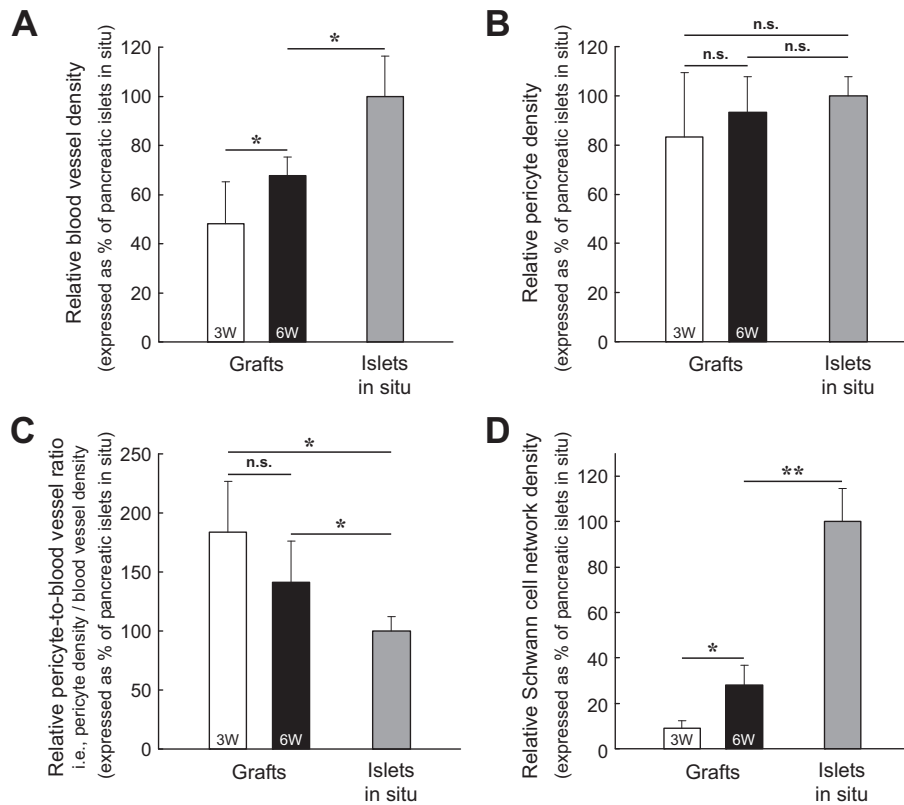 A
Relative blood vessel density
(expressed as % of pancreatic islets in situ)
120
100
80
60
40
20
0
*
*
3W
6W
Grafts
Islets
in situ
B
Relative pericyte density
(expressed as % of pancreatic islets in situ)
120
100
80
60
40
20
0
n.s.
n.s.
n.s.
3W
6W
Grafts
Islets
in situ
C
Relative pericyte-to-blood vessel ratio
i.e., pericyte density / blood vessel density
(expressed as % of pancreatic islets in situ)
250
200
150
100
50
0
*
n.s.
*
3W
6W
Grafts
Islets
in situ
D
Relative Schwann cell network density
(expressed as % of pancreatic islets in situ)
120
100
80
60
40
20
0
**
*
3W
6W
Grafts
Islets
in situ